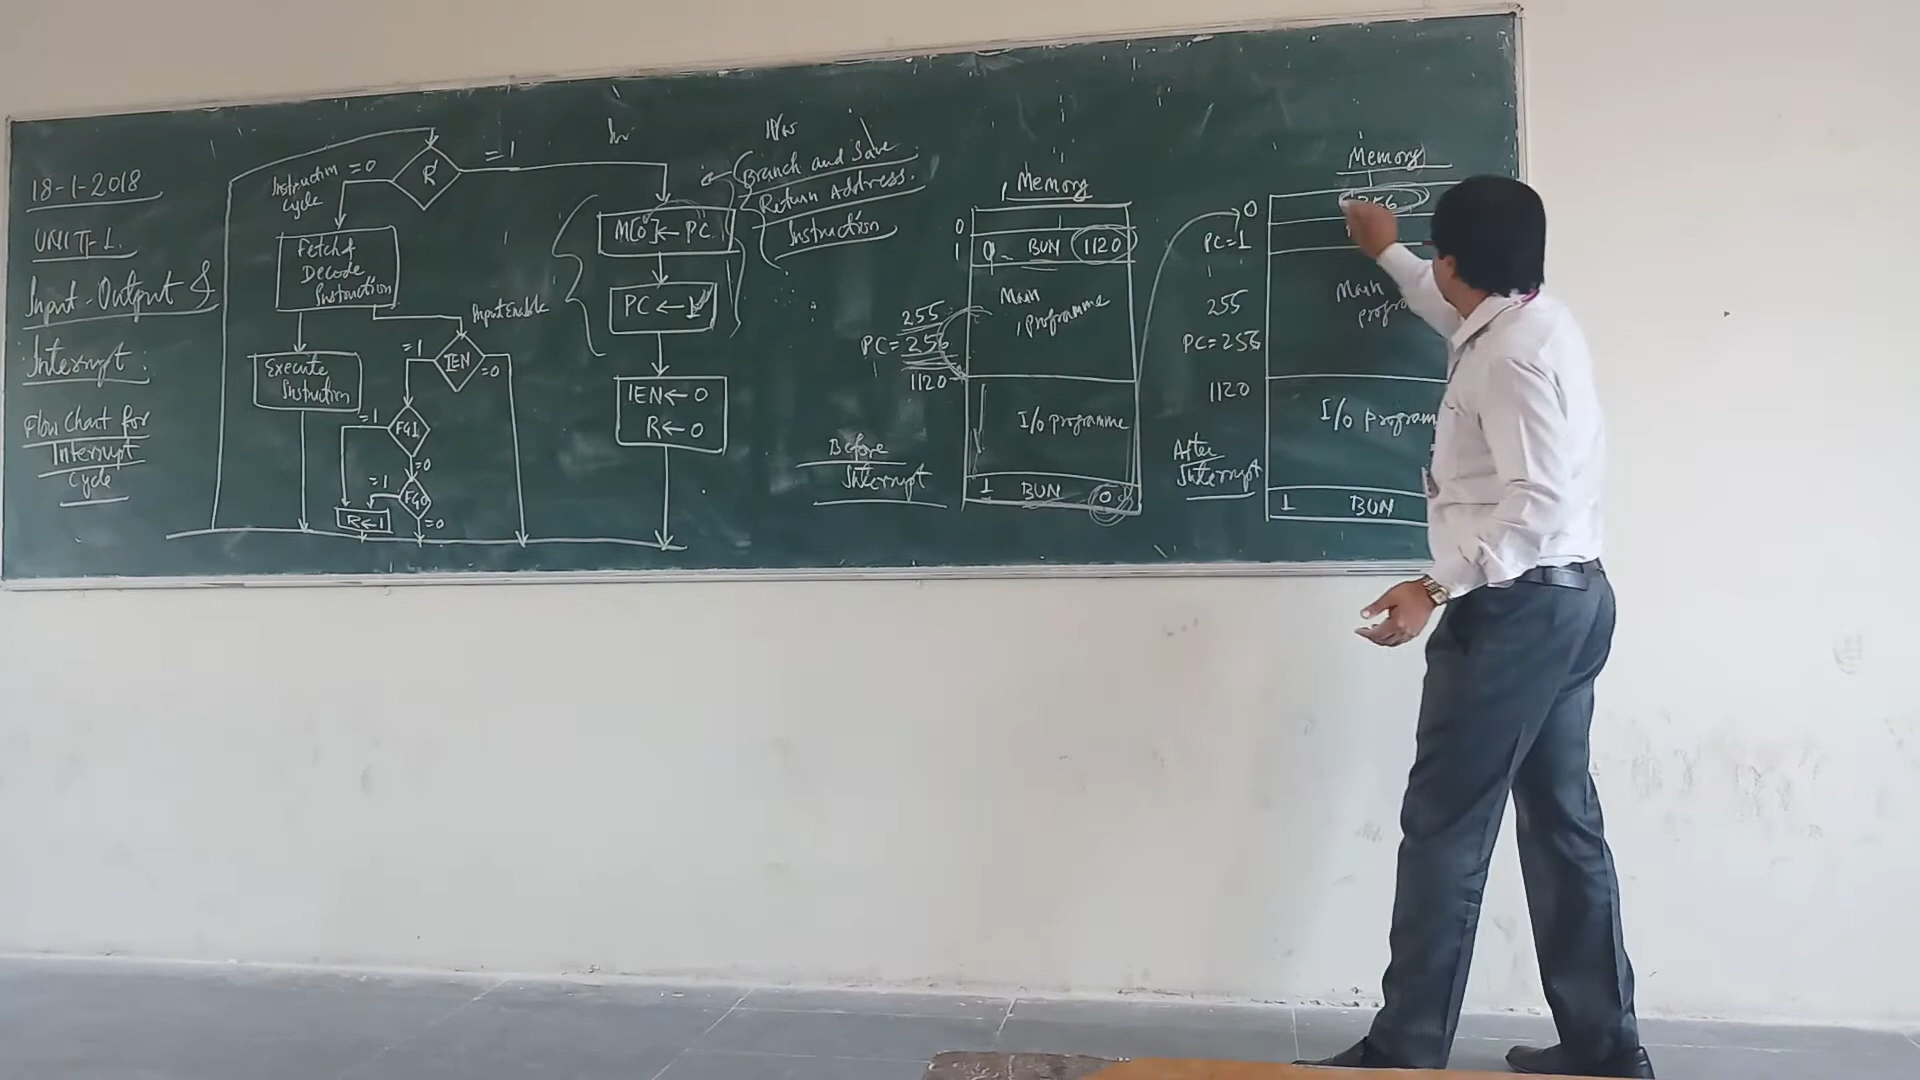 18-1-2018
UNIT-1.
Input-Output &
Interrupt:
Flow Chart for
Interrupt
Cycle
Instruction
Cycle
=0
R
=1
Fetch &
Decode
Instruction
Execute
Instruction
Input Enable
=1
IEN
=0
=1
FGI
=0
=1
FGO
=0
R←1
M[0]←PC
PC←1
IEN←0
R←0
H/w
Branch and Save
Return Address.
Instruction
Memory
0
1
0 BUN 1120
Main
programme
255
PC=256
1120
I/o programme
Before
Interrupt
1 BUN 0
Memory
0
256
PC=1
Main
255
PC=256
1120
I/o
After
Interrupt
1 BUN